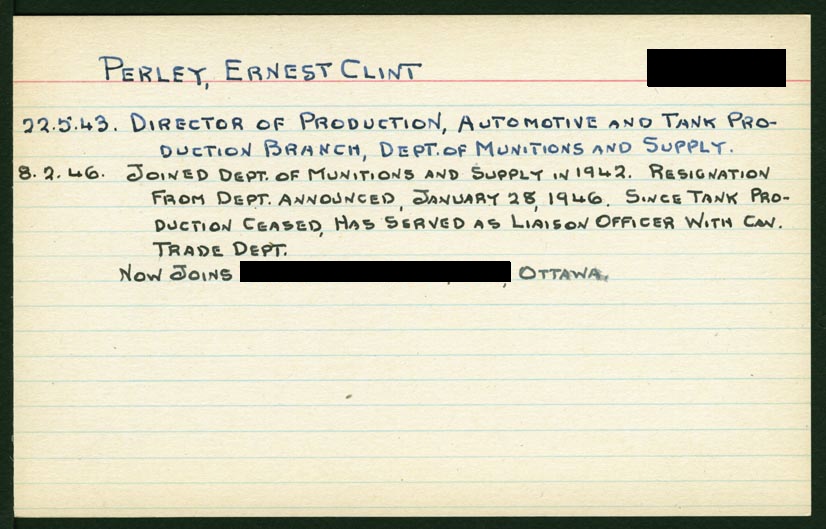 PERLEY, ERNEST CLINT
22.5.43. DIRECTOR OF PRODUCTION, AUTOMOTIVE AND TANK PRO-
DUCTION BRANCH, DEPT. OF MUNITIONS AND SUPPLY.
8.2.46. JOINED DEPT. OF MUNITIONS AND SUPPLY IN 1942. RESIGNATION
FROM DEPT. ANNOUNCED, JANUARY 28, 1946. SINCE TANK PRO-
DUCTION CEASED, HAS SERVED AS LIAISON OFFICER WITH CAN.
TRADE DEPT.
NOW JOINS , OTTAWA.